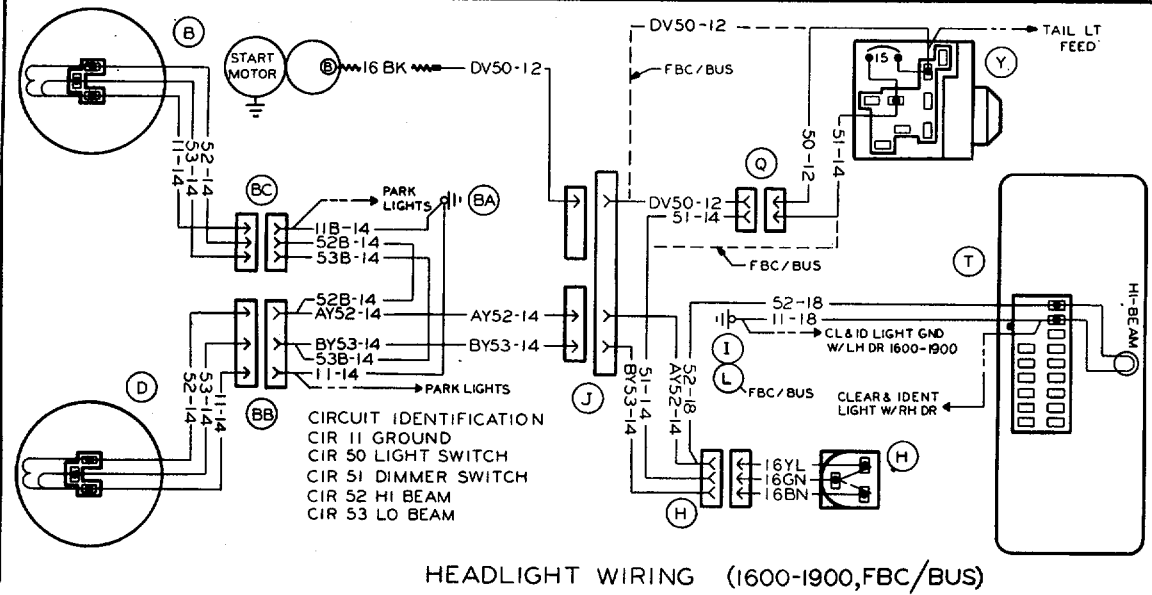 DV50-12
TAIL LT
FEED
B
START
MOTOR
B
16 BK
DV50-12
FBC/BUS
15
Y
11-14
53-14
52-14
50-12
51-14
Q
BC
PARK
LIGHTS
BA
DV50-12
51-14
11B-14
52B-14
53B-14
FBC/BUS
T
52B-14
AY52-14
AY52-14
52-18
11-18
HI-BEAM
CL & ID LIGHT GND
W/LH DR 1600-1900
BY53-14
BY53-14
53B-14
11-14
I
PARK LIGHTS
L
FBC/BUS
D
52-14
53-14
11-14
BB
J
BY53-14
51-14
AY52-14
52-18
CLEAR & IDENT
LIGHT W/RH DR
CIRCUIT IDENTIFICATION
CIR 11 GROUND
CIR 50 LIGHT SWITCH
CIR 51 DIMMER SWITCH
CIR 52 HI BEAM
CIR 53 LO BEAM
16YL
16GN
16BN
H
H
HEADLIGHT WIRING (1600-1900,FBC/BUS)